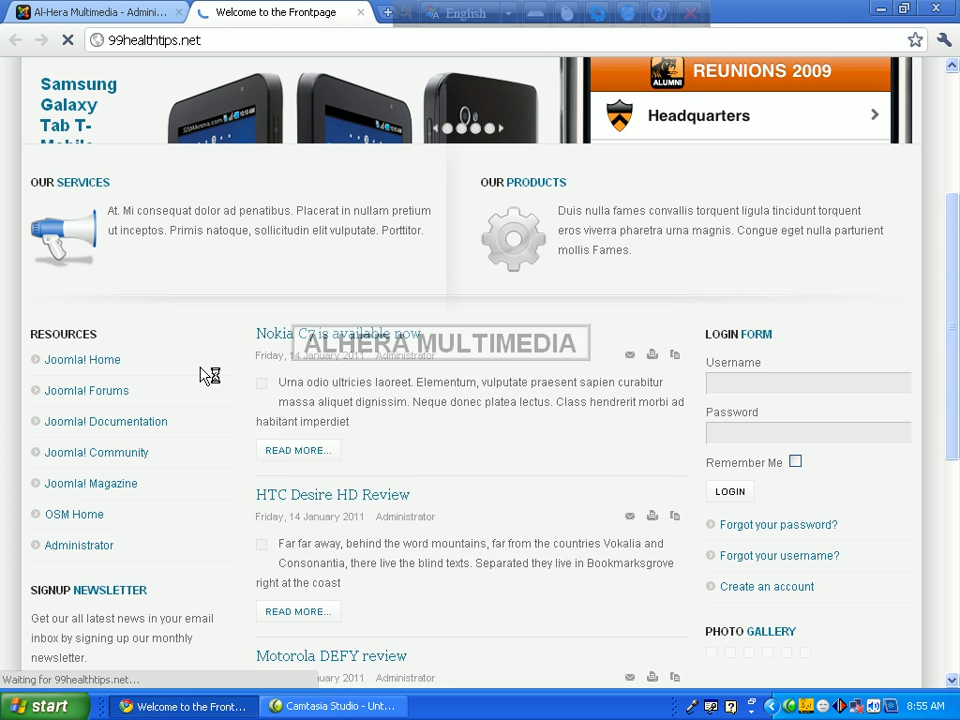 Al-Hera Multimedia - Admini...
Welcome to the Frontpage
English
99healthtips.net
Samsung
Galaxy
Tab T-
Mobile
ALUMNI
REUNIONS 2009
Headquarters
OUR SERVICES
At. Mi consequat dolor ad penatibus. Placerat in nullam pretium
ut inceptos. Primis natoque, sollicitudin elit vulputate. Porttitor.
OUR PRODUCTS
Duis nulla fames convallis torquent ligula tincidunt torquent
eros viverra pharetra urna magnis. Congue eget nulla parturient
mollis Fames.
RESOURCES
Joomla! Home
Joomla! Forums
Joomla! Documentation
Joomla! Community
Joomla! Magazine
OSM Home
Administrator
SIGNUP NEWSLETTER
Get our all latest news in your email
inbox by signing up our monthly
newsletter.
Nokia C7 is available now
ALHERA MULTIMEDIA
Friday, 14 January 2011 Administrator
Urna odio ultricies laoreet. Elementum, vulputate praesent sapien curabitur
massa aliquet dignissim. Neque donec platea lectus. Class hendrerit morbi ad
habitant imperdiet
READ MORE...
HTC Desire HD Review
Friday, 14 January 2011 Administrator
Far far away, behind the word mountains, far from the countries Vokalia and
Consonantia, there live the blind texts. Separated they live in Bookmarksgrove
right at the coast
READ MORE...
Motorola DEFY review
January 2011 Administrator
LOGIN FORM
Username
Password
Remember Me
LOGIN
Forgot your password?
Forgot your username?
Create an account
PHOTO GALLERY
Waiting for 99healthtips.net...
start
Welcome to the Front...
Camtasia Studio - Unt...
8:55 AM